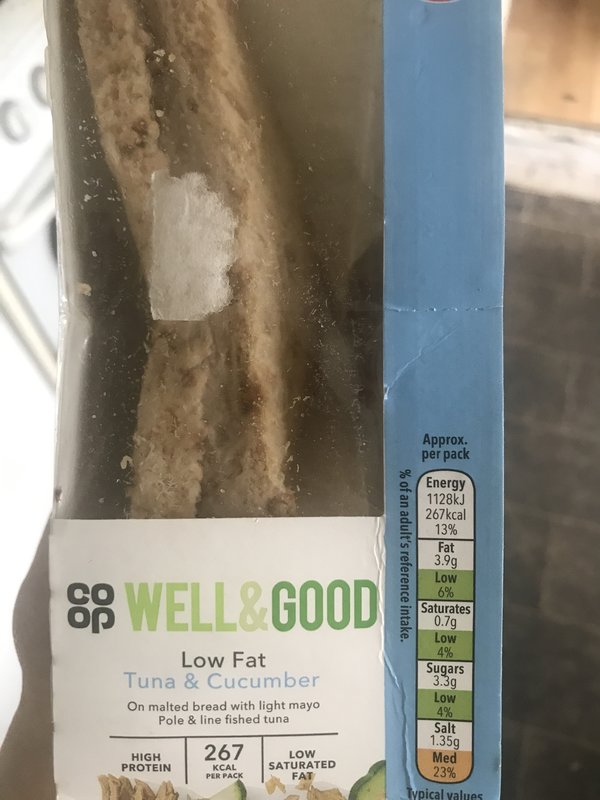 CO
OP
WELL&GOOD
Low Fat
Tuna & Cucumber
On malted bread with light mayo
Pole & line fished tuna
HIGH
PROTEIN
267
KCAL
PER PACK
LOW
SATURATED
FAT
Approx.
per pack
% of an adult's reference intake.
Energy
1128kJ
267kcal
13%
Fat
3.9g
Low
6%
Saturates
0.7g
Low
4%
Sugars
3.3g
Low
4%
Salt
1.35g
Med
23%
Typical values